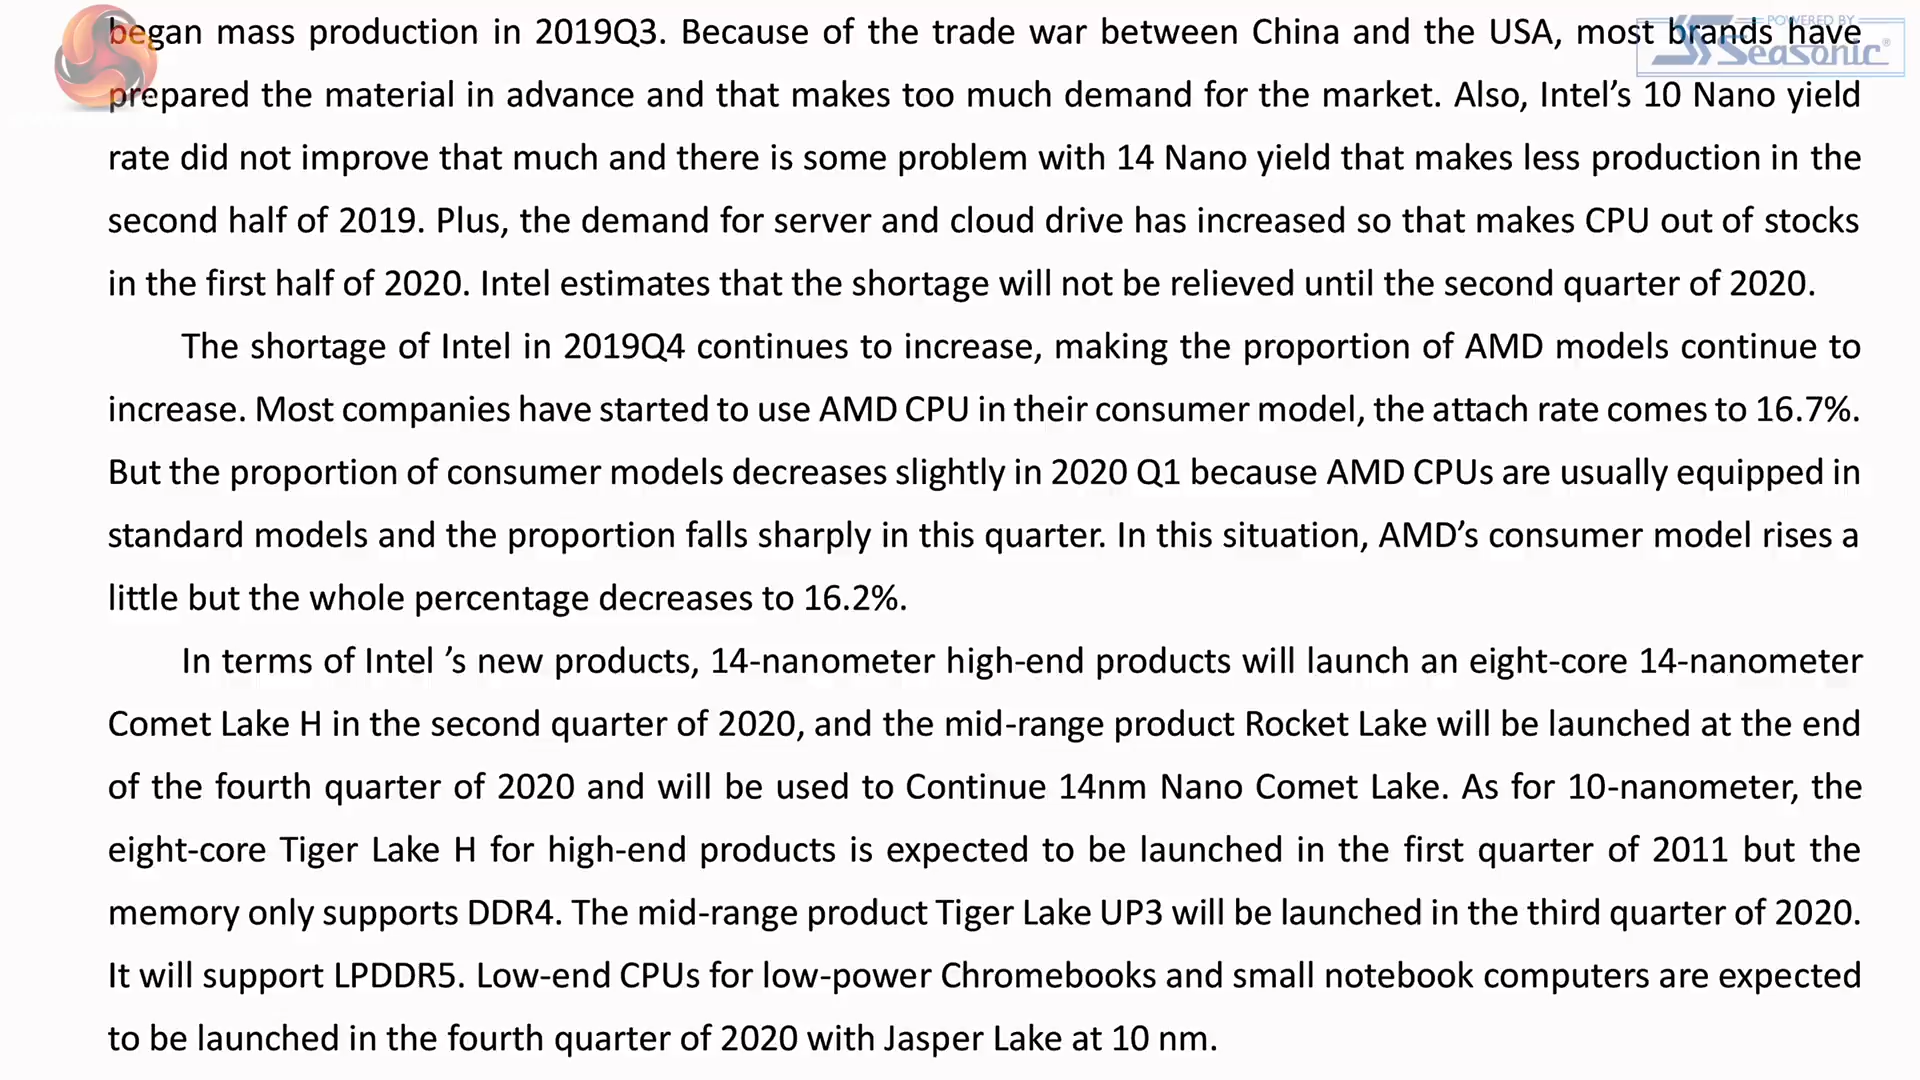 POWERED BY
Seasonic®
began mass production in 2019Q3. Because of the trade war between China and the USA, most brands have
prepared the material in advance and that makes too much demand for the market. Also, Intel’s 10 Nano yield
rate did not improve that much and there is some problem with 14 Nano yield that makes less production in the
second half of 2019. Plus, the demand for server and cloud drive has increased so that makes CPU out of stocks
in the first half of 2020. Intel estimates that the shortage will not be relieved until the second quarter of 2020.
The shortage of Intel in 2019Q4 continues to increase, making the proportion of AMD models continue to
increase. Most companies have started to use AMD CPU in their consumer model, the attach rate comes to 16.7%.
But the proportion of consumer models decreases slightly in 2020 Q1 because AMD CPUs are usually equipped in
standard models and the proportion falls sharply in this quarter. In this situation, AMD’s consumer model rises a
little but the whole percentage decreases to 16.2%.
In terms of Intel ’s new products, 14-nanometer high-end products will launch an eight-core 14-nanometer
Comet Lake H in the second quarter of 2020, and the mid-range product Rocket Lake will be launched at the end
of the fourth quarter of 2020 and will be used to Continue 14nm Nano Comet Lake. As for 10-nanometer, the
eight-core Tiger Lake H for high-end products is expected to be launched in the first quarter of 2011 but the
memory only supports DDR4. The mid-range product Tiger Lake UP3 will be launched in the third quarter of 2020.
It will support LPDDR5. Low-end CPUs for low-power Chromebooks and small notebook computers are expected
to be launched in the fourth quarter of 2020 with Jasper Lake at 10 nm.